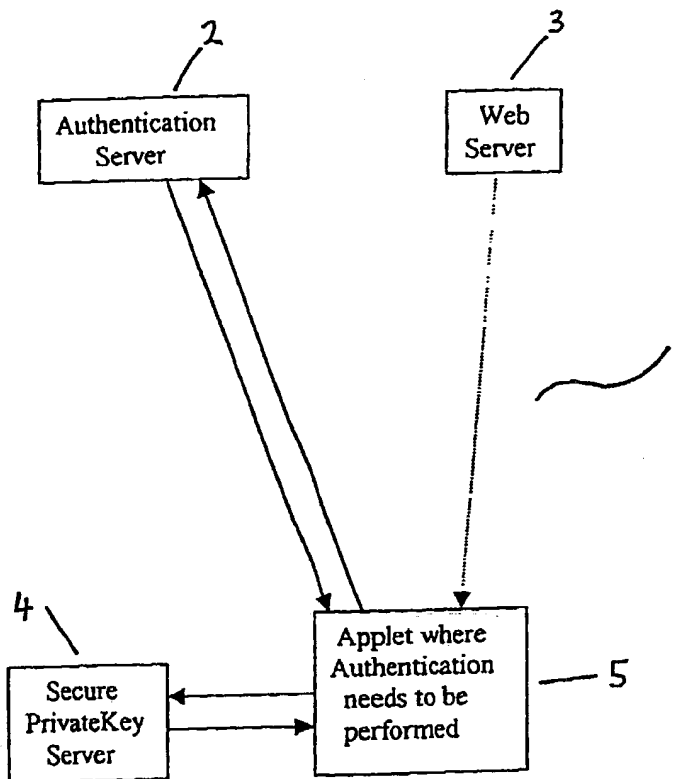 2
3
Authentication
Server
Web
Server
4
Secure
PrivateKey
Server
Applet where
Authentication
needs to be
performed
5